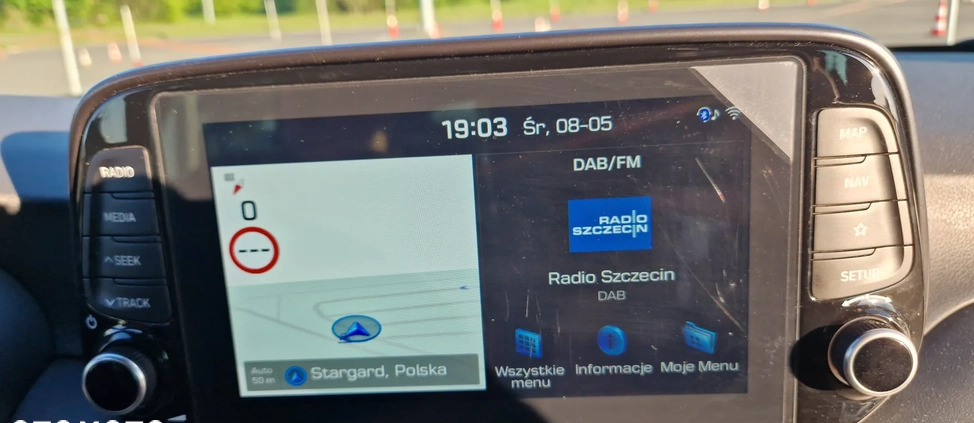 19:03 Śr, 08-05
RADIO
MEDIA
SEEK
TRACK
0
---
Auto
50 m
Stargard, Polska
DAB/FM
RADIO
SZCZECIN
Radio Szczecin
DAB
Wszystkie
menu
Informacje
Moje Menu
MAP
NAV
SETUP